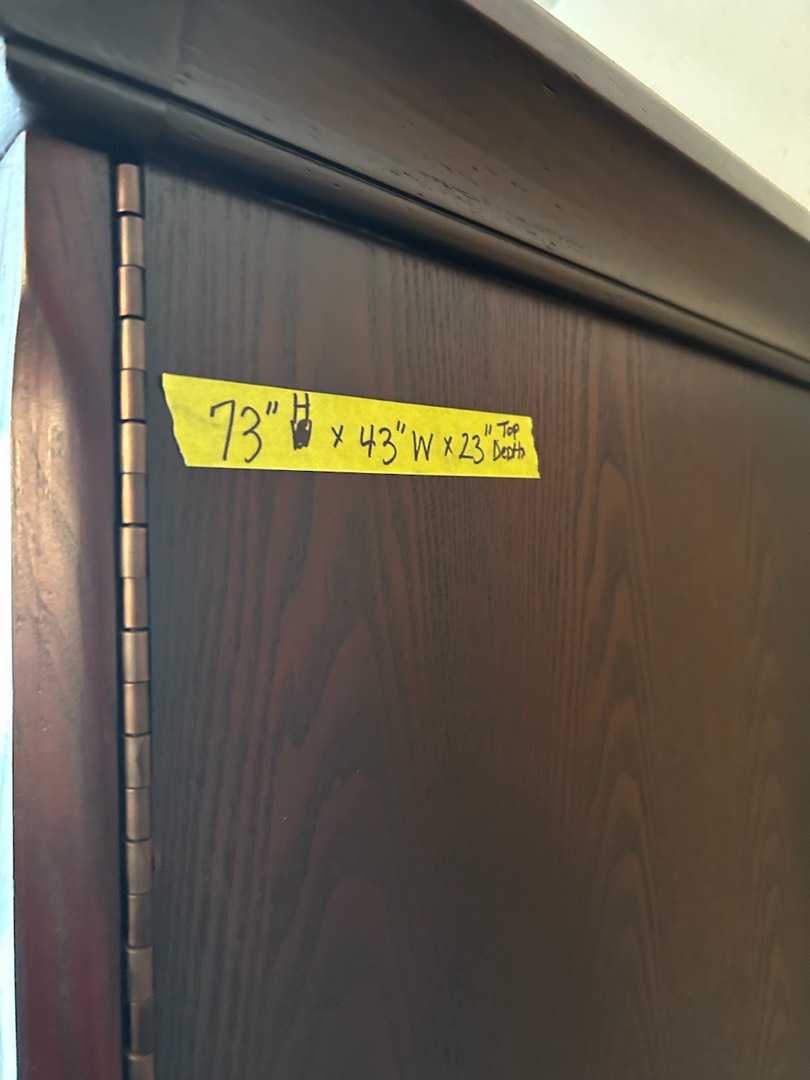 73" H x 43" W x 23" Top
Depth